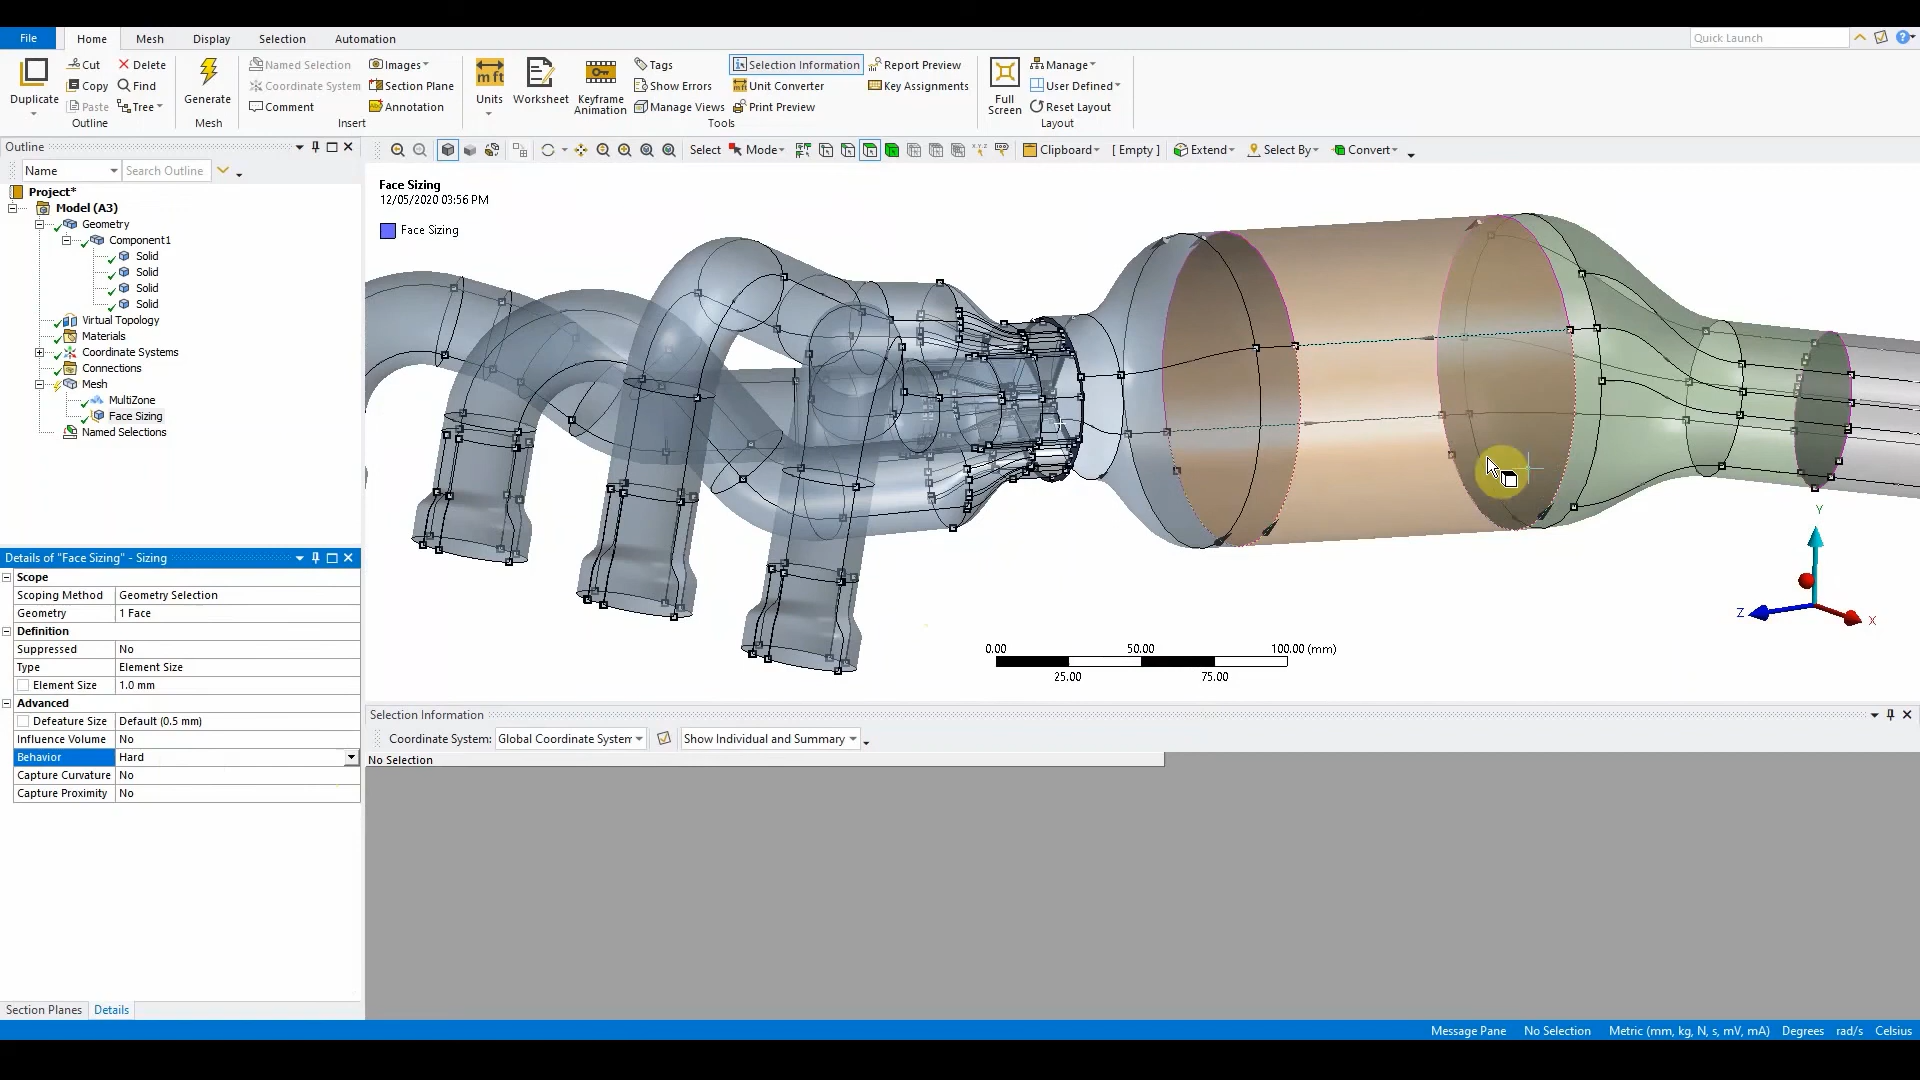 File Home Mesh Display Selection Automation Quick Launch
Duplicate Cut Copy Paste Delete Find Tree
Outline
Generate
Mesh
Named Selection Coordinate System Comment Images Section Plane Annotation
Insert
Units Worksheet Keyframe Animation Tags Show Errors Manage Views Selection Information Unit Converter Print Preview Report Preview Key Assignments
Tools
Full Screen Manage User Defined Reset Layout
Layout
Outline
Name Search Outline
Select Mode Clipboard [ Empty ] Extend Select By Convert
Project*
Model (A3)
Geometry
Component1
Solid
Solid
Solid
Solid
Virtual Topology
Materials
Coordinate Systems
Connections
Mesh
MultiZone
Face Sizing
Named Selections
Face Sizing
12/05/2020 03:56 PM
Face Sizing
Y
Z
X
0.00 50.00 100.00 (mm)
25.00 75.00
Details of "Face Sizing" - Sizing
Scope
Scoping Method Geometry Selection
Geometry 1 Face
Definition
Suppressed No
Type Element Size
Element Size 1.0 mm
Advanced
Defeature Size Default (0.5 mm)
Influence Volume No
Behavior Hard
Capture Curvature No
Capture Proximity No
Section Planes Details
Selection Information
Coordinate System: Global Coordinate System Show Individual and Summary
No Selection
Message Pane No Selection Metric (mm, kg, N, s, mV, mA) Degrees rad/s Celsius